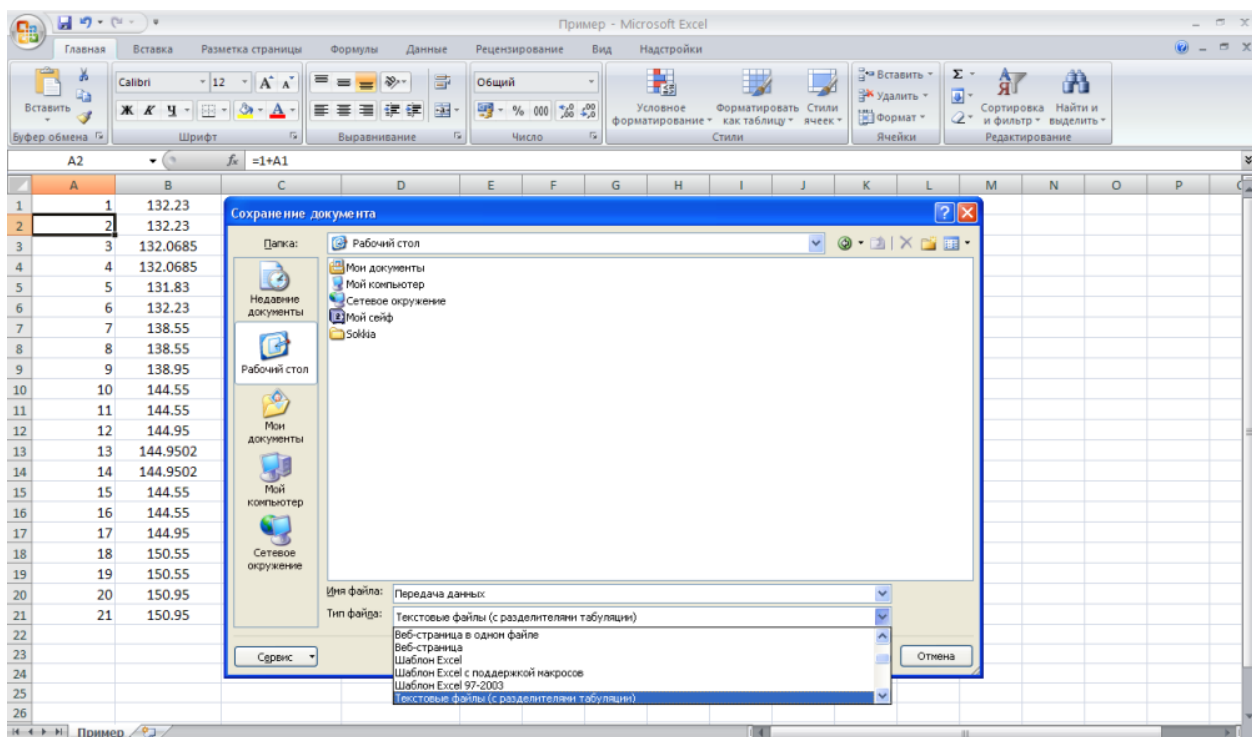 Пример - Microsoft Excel
Главная Вставка Разметка страницы Формулы Данные Рецензирование Вид Надстройки
Вставить
Calibri 12
Ж К Ч
Общий
% 000
Условное форматирование
Форматировать как таблицу
Стили ячеек
Вставить
Удалить
Формат
Сортировка и фильтр
Найти и выделить
Буфер обмена Шрифт Выравнивание Число Стили Ячейки Редактирование
A2 fx =1+A1
A B C D E F G H I J K L M N O P
1 1 132.23
2 2 132.23
3 3 132.0685
4 4 132.0685
5 5 131.83
6 6 132.23
7 7 138.55
8 8 138.55
9 9 138.95
10 10 144.55
11 11 144.55
12 12 144.95
13 13 144.9502
14 14 144.9502
15 15 144.55
16 16 144.55
17 17 144.95
18 18 150.55
19 19 150.55
20 20 150.95
21 21 150.95
22
23
24
25
26
Сохранение документа
Папка: Рабочий стол
Недавние документы
Рабочий стол
Мои документы
Мой компьютер
Сетевое окружение
Мои документы
Мой компьютер
Сетевое окружение
Мой сейф
Sokkia
Имя файла: Передача данных
Тип файла: Текстовые файлы (с разделителями табуляции)
Веб-страница в одном файле
Веб-страница
Шаблон Excel
Шаблон Excel с поддержкой макросов
Шаблон Excel 97-2003
Текстовые файлы (с разделителями табуляции)
Сервис Отмена
Пример